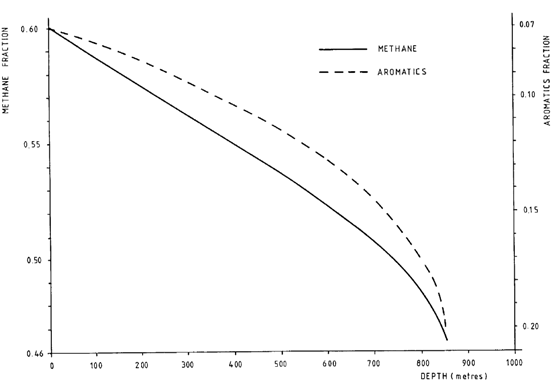 0.60
0.55
0.50
0.46
METHANE FRACTION
METHANE
AROMATICS
0.07
0.10
0.15
0.20
AROMATICS FRACTION
0 100 200 300 400 500 600 700 800 900 1000
DEPTH (metres)